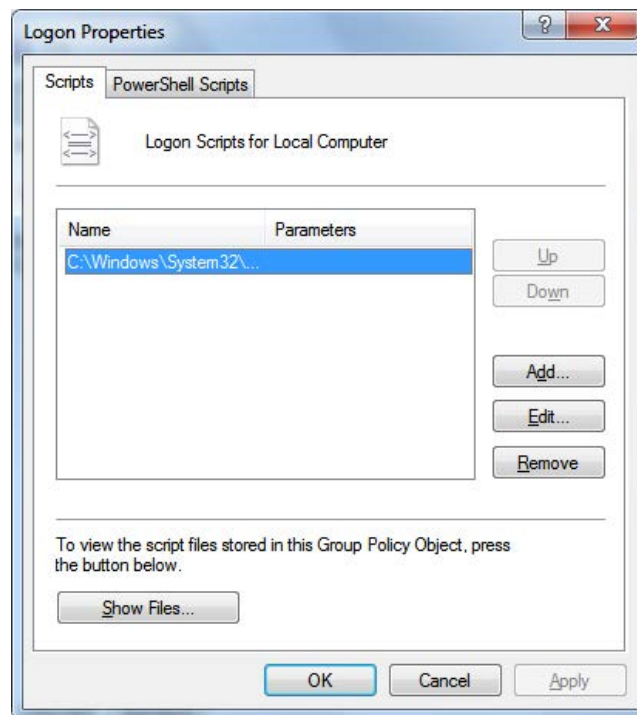 Logon Properties
Scripts
PowerShell Scripts
Logon Scripts for Local Computer
Name Parameters
C:\Windows\System32\...
Up
Down
Add...
Edit...
Remove
To view the script files stored in this Group Policy Object, press
the button below.
Show Files...
OK Cancel Apply